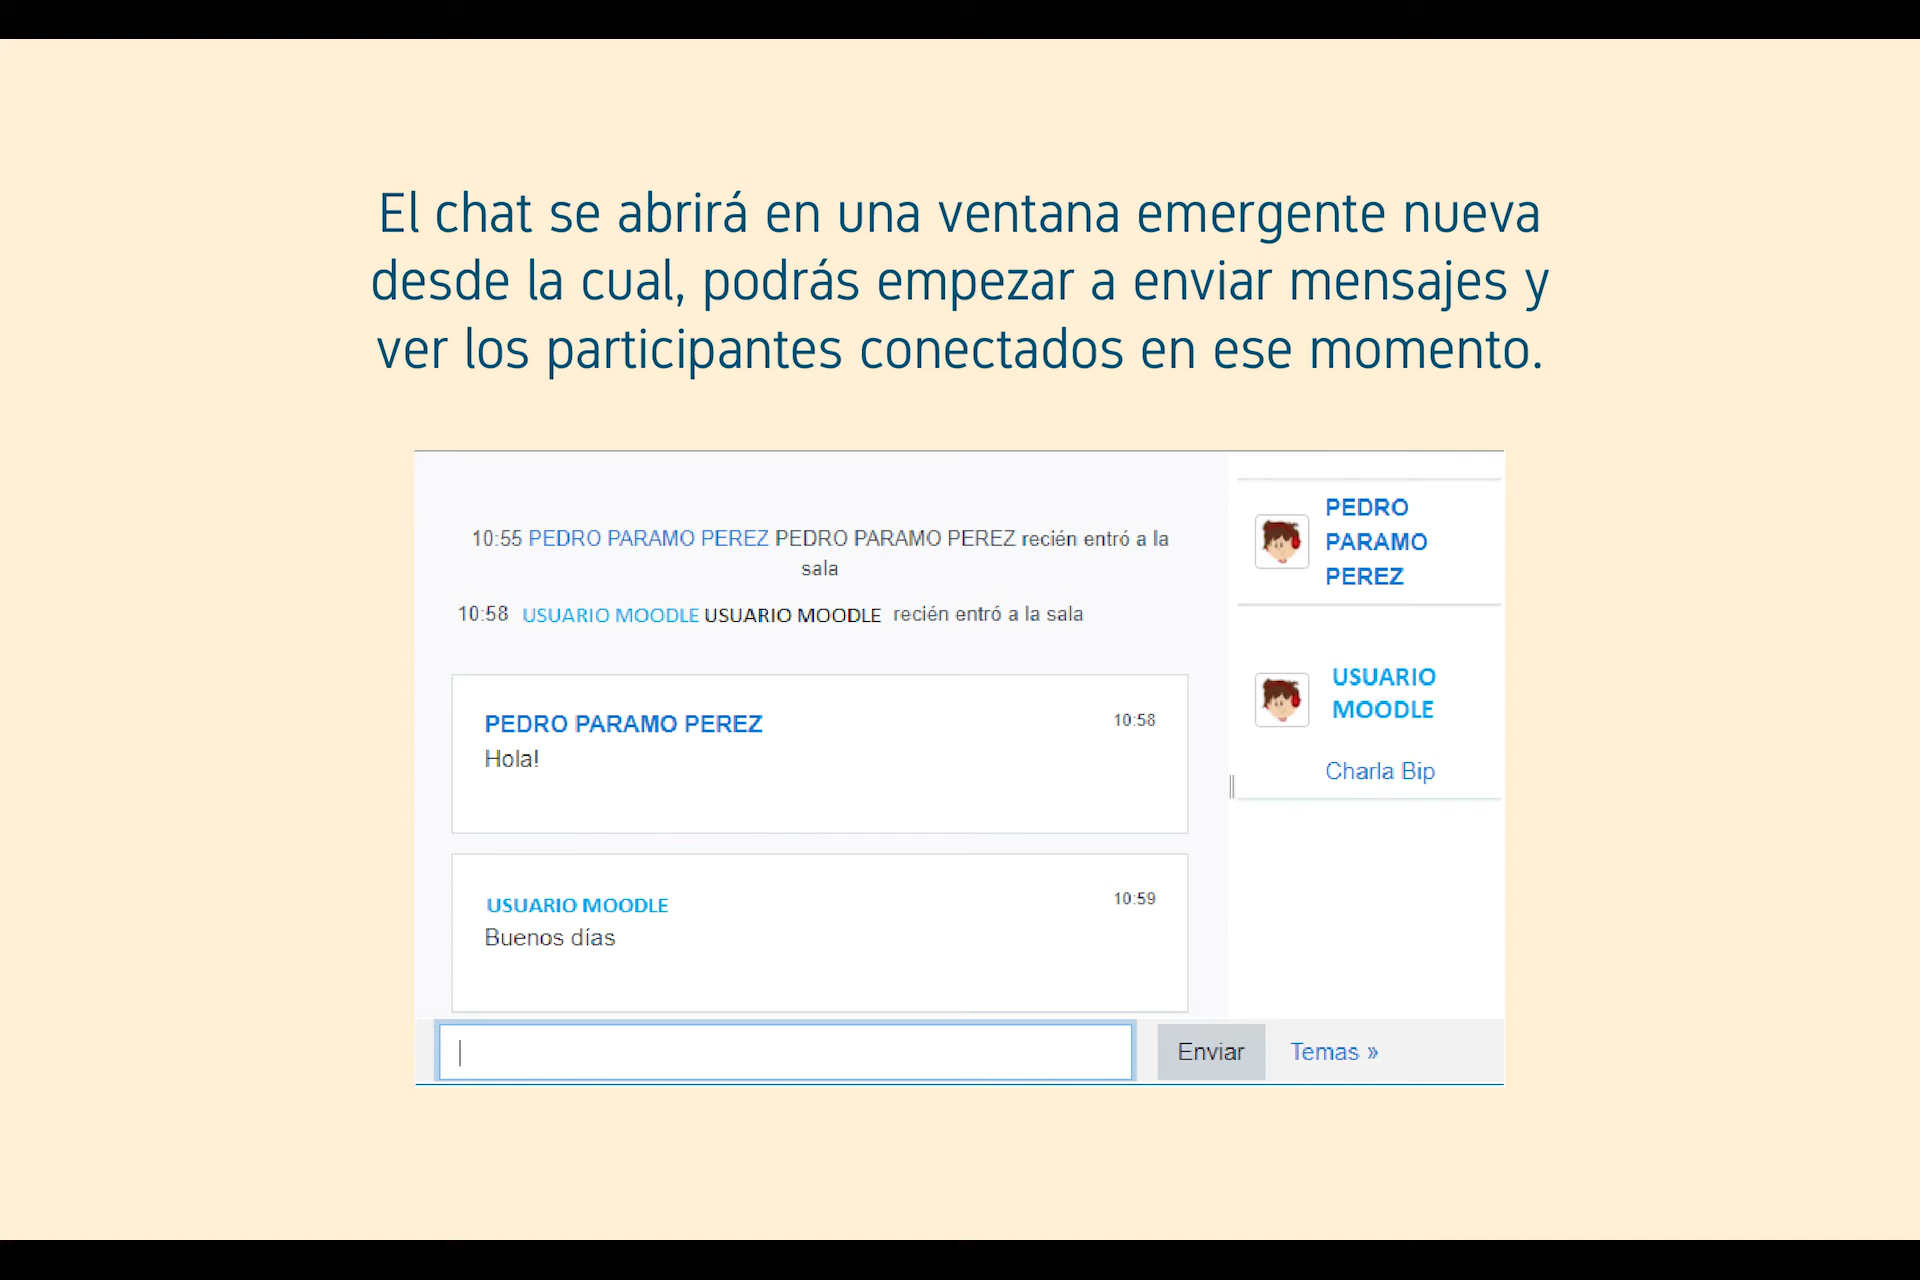 El chat se abrirá en una ventana emergente nueva
desde la cual, podrás empezar a enviar mensajes y
ver los participantes conectados en ese momento.
10:55 PEDRO PARAMO PEREZ PEDRO PARAMO PEREZ recién entró a la
sala
10:58 USUARIO MOODLE USUARIO MOODLE recién entró a la sala
PEDRO PARAMO PEREZ 10:58
Hola!
USUARIO MOODLE 10:59
Buenos días
Enviar Temas »
PEDRO
PARAMO
PEREZ
USUARIO
MOODLE
Charla Bip